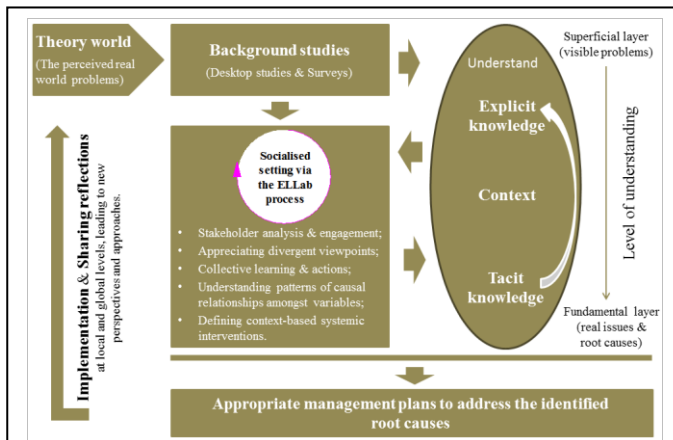 Theory world
(The perceived real
world problems)
Background studies
(Desktop studies & Surveys)
Understand
Explicit
knowledge
Context
Tacit
knowledge
Superficial layer
(visible problems)
Level of understanding
Fundamental layer
(real issues &
root causes)
Socialised
setting via
the ELLab
process
• Stakeholder analysis & engagement;
• Appreciating divergent viewpoints;
• Collective learning & actions;
• Understanding patterns of causal
relationships amongst variables;
• Defining context-based systemic
interventions.
Implementation & Sharing reflections
at local and global levels, leading to new
perspectives and approaches.
Appropriate management plans to address the identified
root causes